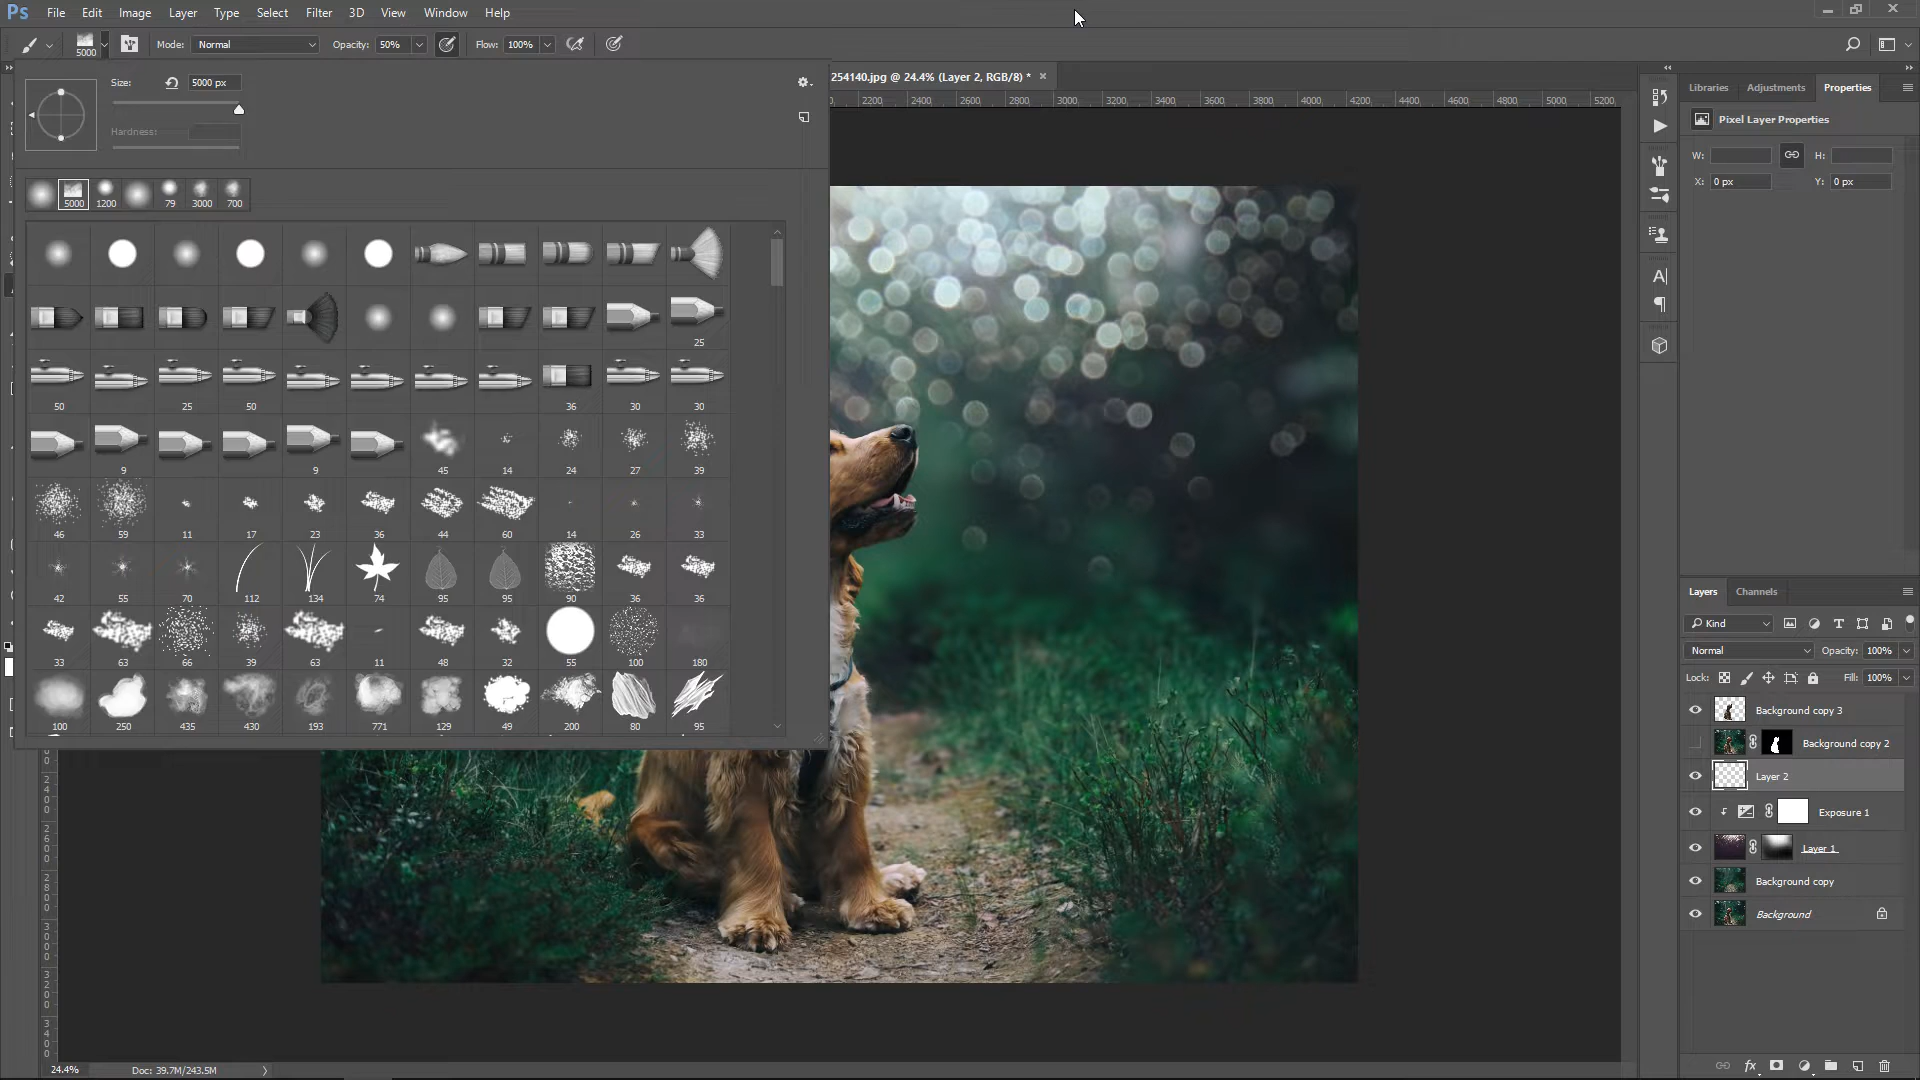 Ps File Edit Image Layer Type Select Filter 3D View Window Help
5000 Mode: Normal Opacity: 50% Flow: 100%
Size: 5000 px
Hardness:
254140.jpg @ 24.4% (Layer 2, RGB/8) *
2200 2400 2600 2800 3000 3200 3400 3600 3800 4000 4200 4400 4600 4800 5000 5200
5000 1200 79 3000 700
25
50 25 50 36 30 30
9 9 45 14 24 27 39
46 59 11 17 23 36 44 60 14 26 33
42 55 70 112 134 74 95 95 90 36 36
33 63 66 39 63 11 48 32 55 100 180
100 250 435 430 193 771 129 49 200 80 95
2400
2600
2800
3000
3200
3400
Libraries Adjustments Properties
Pixel Layer Properties
W: H:
X: 0 px Y: 0 px
Layers Channels
Kind
Normal Opacity: 100%
Lock: Fill: 100%
Background copy 3
Background copy 2
Layer 2
Exposure 1
Layer 1
Background copy
Background
24.4% Doc: 39.7M/243.5M